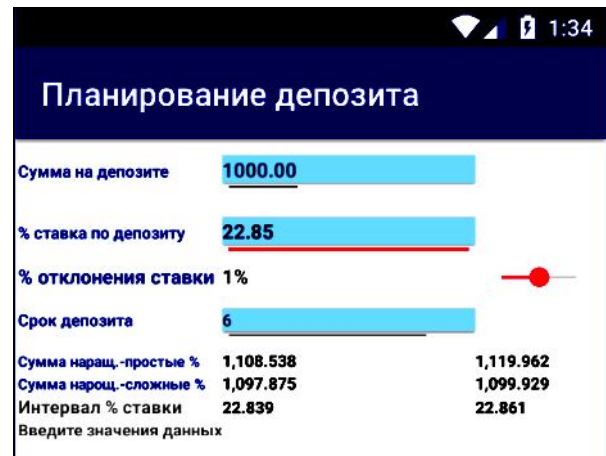 1:34
Планирование депозита
Сумма на депозите 1000.00
% ставка по депозиту 22.85
% отклонения ставки 1%
Срок депозита 6
Сумма наращ.-простые % 1,108.538 1,119.962
Сумма нарощ.-сложные % 1,097.875 1,099.929
Интервал % ставки 22.839 22.861
Введите значения данных